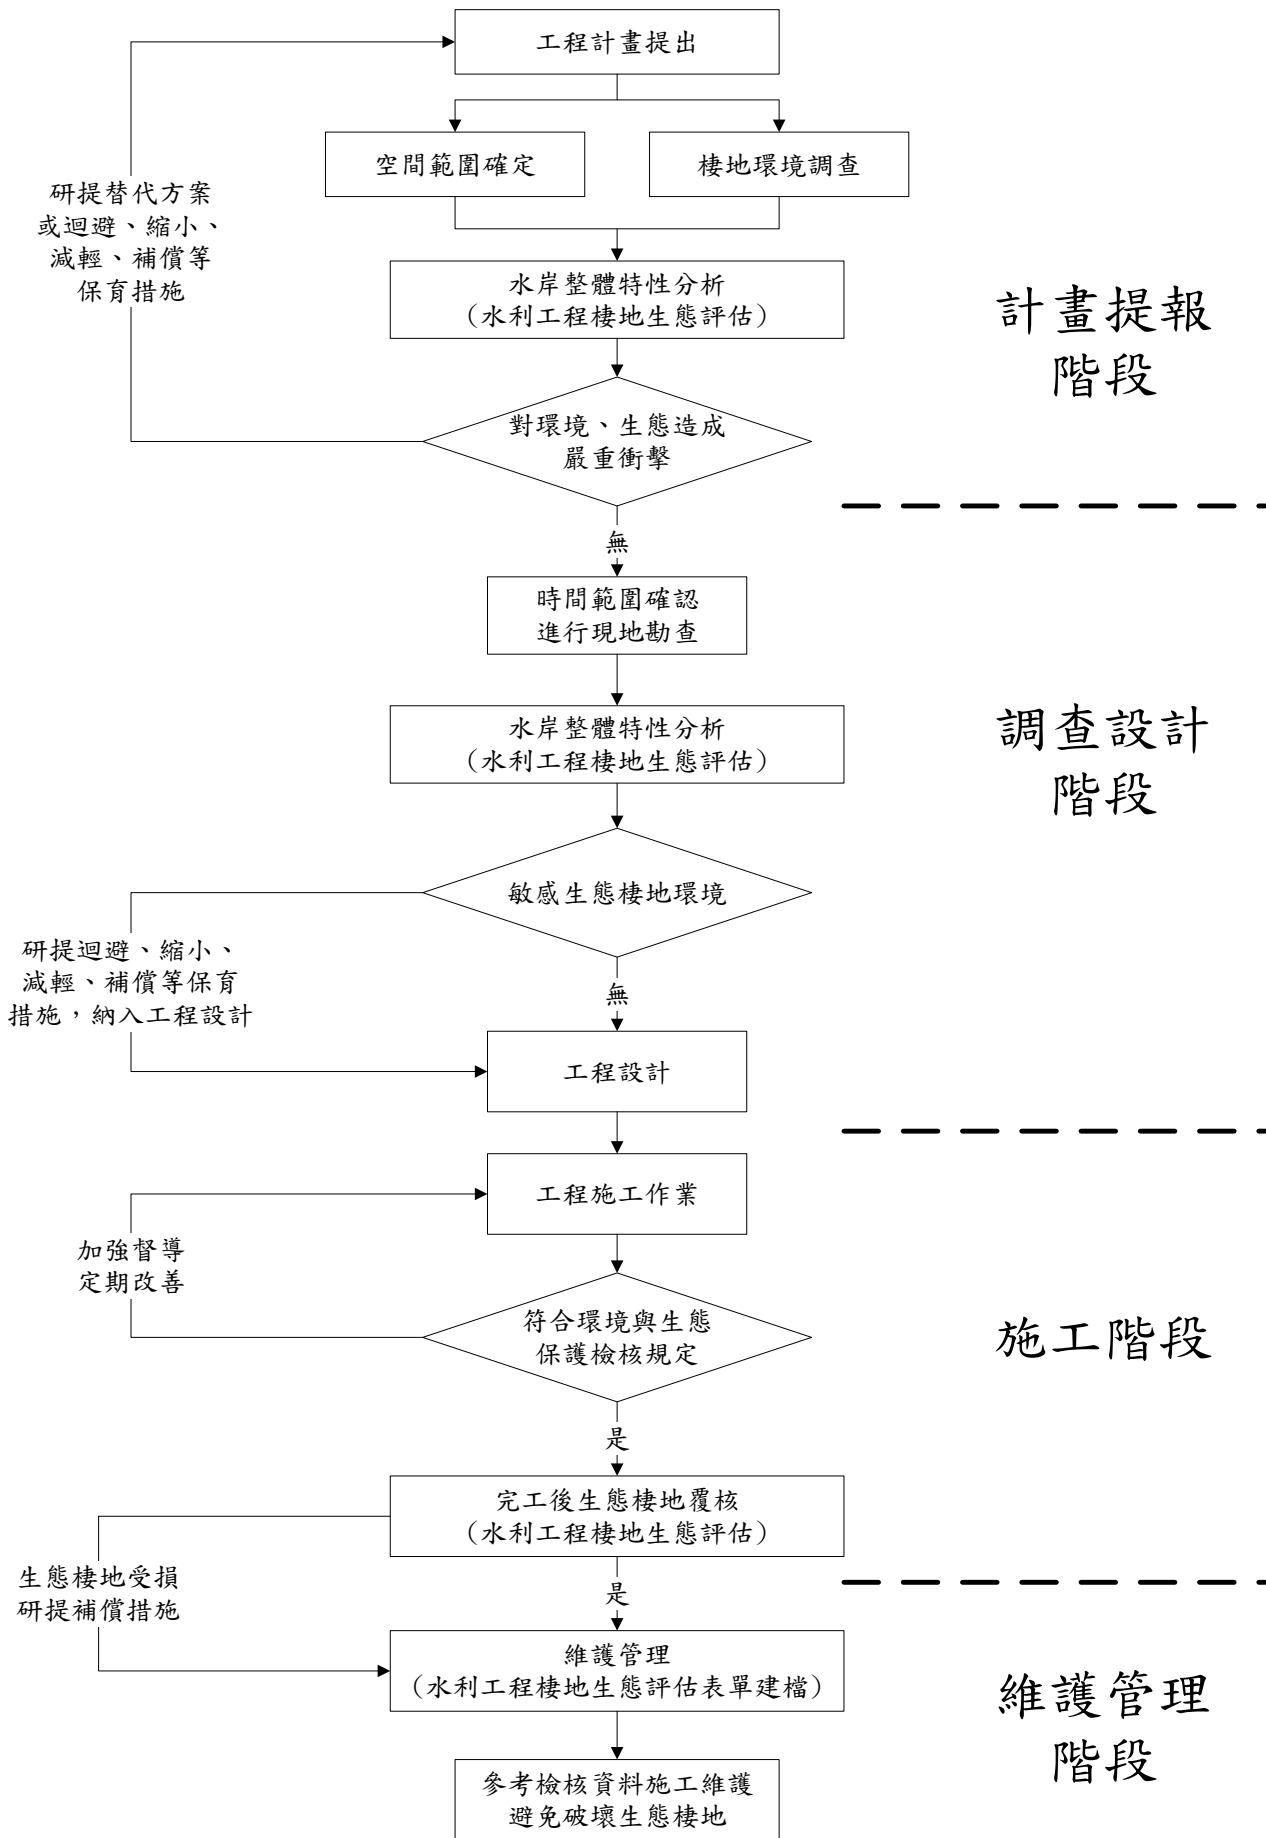 工程計畫提出
空間範圍確定
棲地環境調查
研提替代方案
或迴避、縮小、
減輕、補償等
保育措施
水岸整體特性分析
（水利工程棲地生態評估）
計畫提報
階段
對環境、生態造成
嚴重衝擊
無
時間範圍確認
進行現地勘查
水岸整體特性分析
（水利工程棲地生態評估）
調查設計
階段
敏感生態棲地環境
研提迴避、縮小、
減輕、補償等保育
措施，納入工程設計
無
工程設計
工程施工作業
加強督導
定期改善
符合環境與生態
保護檢核規定
施工階段
是
完工後生態棲地覆核
（水利工程棲地生態評估）
生態棲地受損
研提補償措施
是
維護管理
（水利工程棲地生態評估表單建檔）
維護管理
階段
參考檢核資料施工維護
避免破壞生態棲地